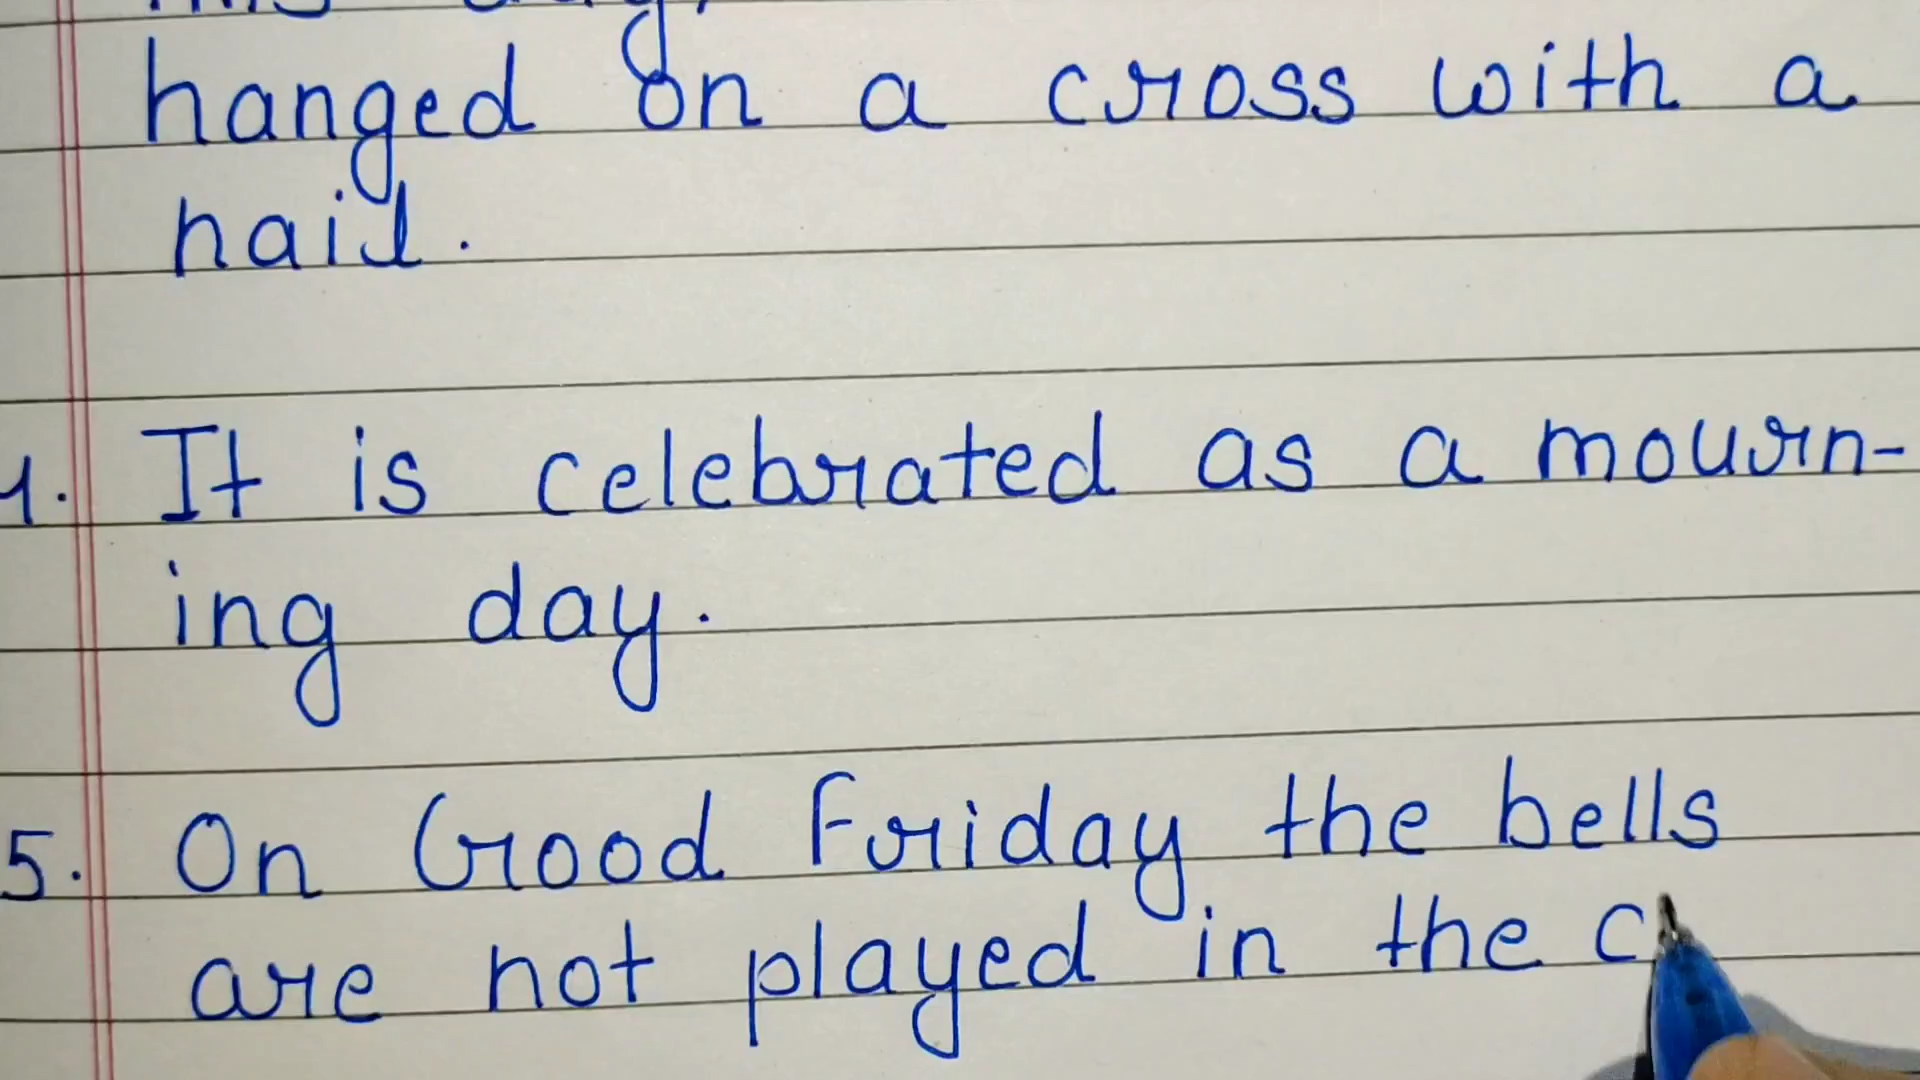 hanged on a cross with a
nail.
4. It is celebrated as a mourn-
ing day.
5. On Good Friday the bells
are not played in the c